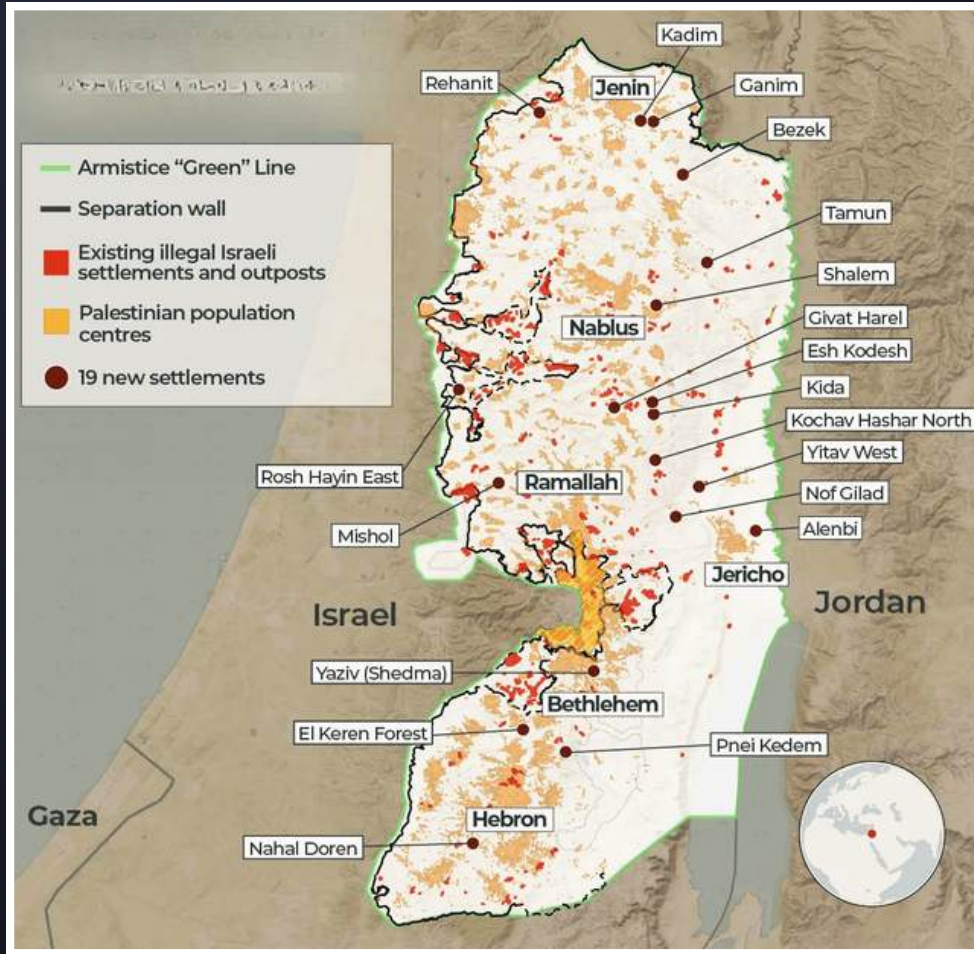 Armistice “Green” Line
Separation wall
Existing illegal Israeli
settlements and outposts
Palestinian population
centres
19 new settlements
Kadim
Rehanit
Jenin
Ganim
Bezek
Tamun
Shalem
Nablus
Givat Harel
Esh Kodesh
Kida
Kochav Hashar North
Rosh Hayin East
Ramallah
Yitav West
Nof Gilad
Mishol
Alenbi
Jericho
Israel
Jordan
Yaziv (Shedma)
Bethlehem
El Keren Forest
Pnei Kedem
Gaza
Hebron
Nahal Doren